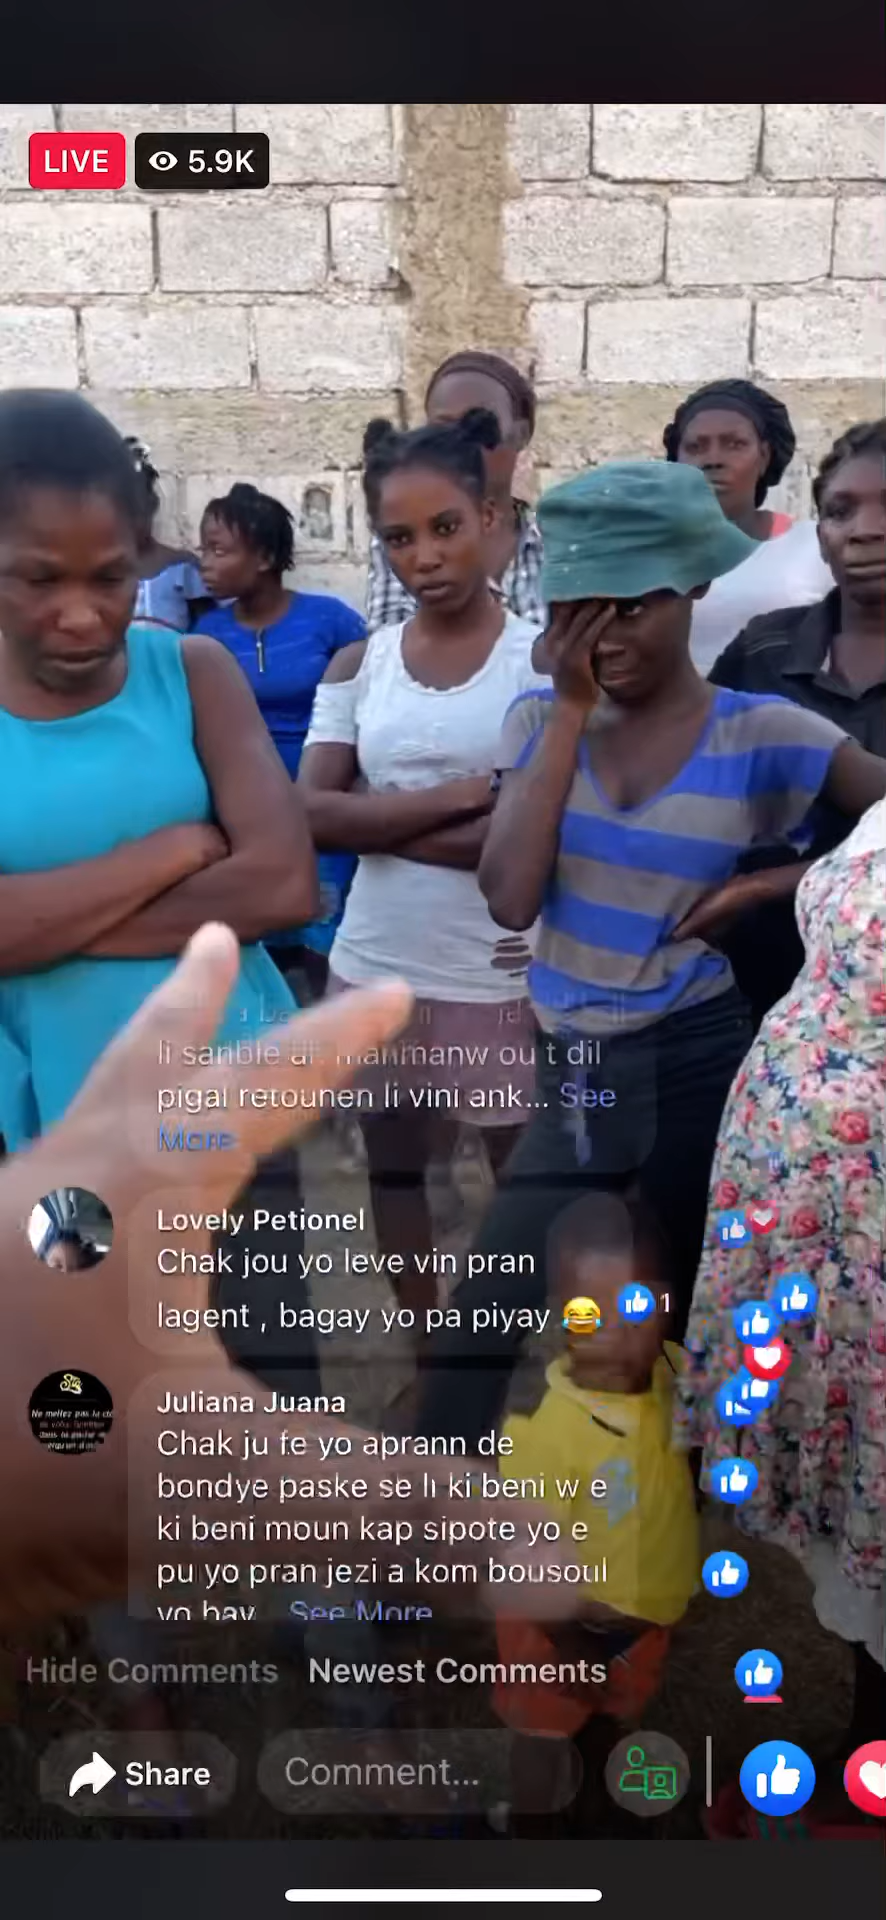 LIVE 5.9K
li sanble
pigal retounen li vini ank... See
More
Lovely Petionel
Chak jou yo leve vin pran
lagent , bagay yo pa piyay 😂 1
Juliana Juana
Chak ju fe yo aprann de
bondye paske se li ki beni w e
ki beni moun kap sipote yo e
pu yo pran jezi a kom bousoul
yo bay... See More
Hide Comments Newest Comments
Share Comment...